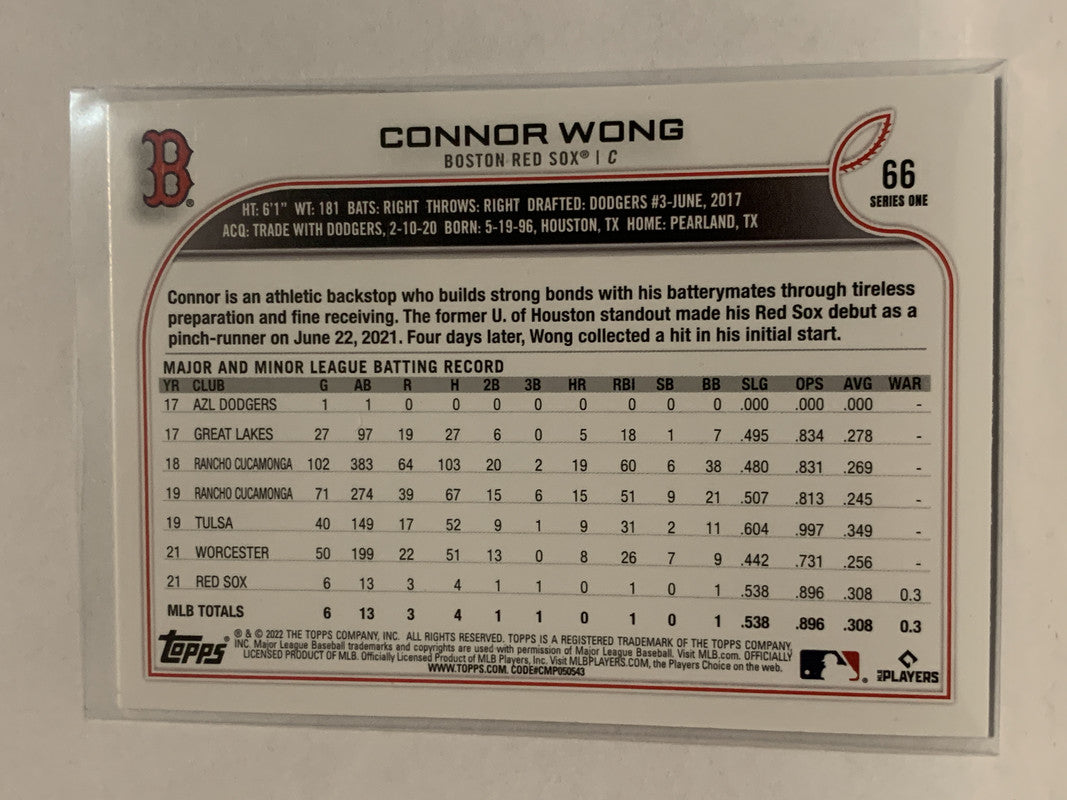 B
CONNOR WONG
BOSTON RED SOX® | C
66
SERIES ONE
HT: 6'1" WT: 181 BATS: RIGHT THROWS: RIGHT DRAFTED: DODGERS #3-JUNE, 2017
ACQ: TRADE WITH DODGERS, 2-10-20 BORN: 5-19-96, HOUSTON, TX HOME: PEARLAND, TX
Connor is an athletic backstop who builds strong bonds with his batterymates through tireless
preparation and fine receiving. The former U. of Houston standout made his Red Sox debut as a
pinch-runner on June 22, 2021. Four days later, Wong collected a hit in his initial start.
MAJOR AND MINOR LEAGUE BATTING RECORD
YR CLUB G AB R H 2B 3B HR RBI SB BB SLG OPS AVG WAR
17 AZL DODGERS 1 1 0 0 0 0 0 0 0 0 .000 .000 .000 -
17 GREAT LAKES 27 97 19 27 6 0 5 18 1 7 .495 .834 .278 -
18 RANCHO CUCAMONGA 102 383 64 103 20 2 19 60 6 38 .480 .831 .269 -
19 RANCHO CUCAMONGA 71 274 39 67 15 6 15 51 9 21 .507 .813 .245 -
19 TULSA 40 149 17 52 9 1 9 31 2 11 .604 .997 .349 -
21 WORCESTER 50 199 22 51 13 0 8 26 7 9 .442 .731 .256 -
21 RED SOX 6 13 3 4 1 1 0 1 0 1 .538 .896 .308 0.3
MLB TOTALS 6 13 3 4 1 1 0 1 0 1 .538 .896 .308 0.3
Topps®
® & © 2022 THE TOPPS COMPANY, INC. ALL RIGHTS RESERVED. TOPPS IS A REGISTERED TRADEMARK OF THE TOPPS COMPANY,
INC. Major League Baseball trademarks and copyrights are used with permission of Major League Baseball. Visit MLB.com. OFFICIALLY
LICENSED PRODUCT OF MLB. Officially Licensed Product of MLB Players, Inc. Visit MLBPLAYERS.COM, the Players Choice on the web.
WWW.TOPPS.COM. CODE#CMP050543
MLB PLAYERS